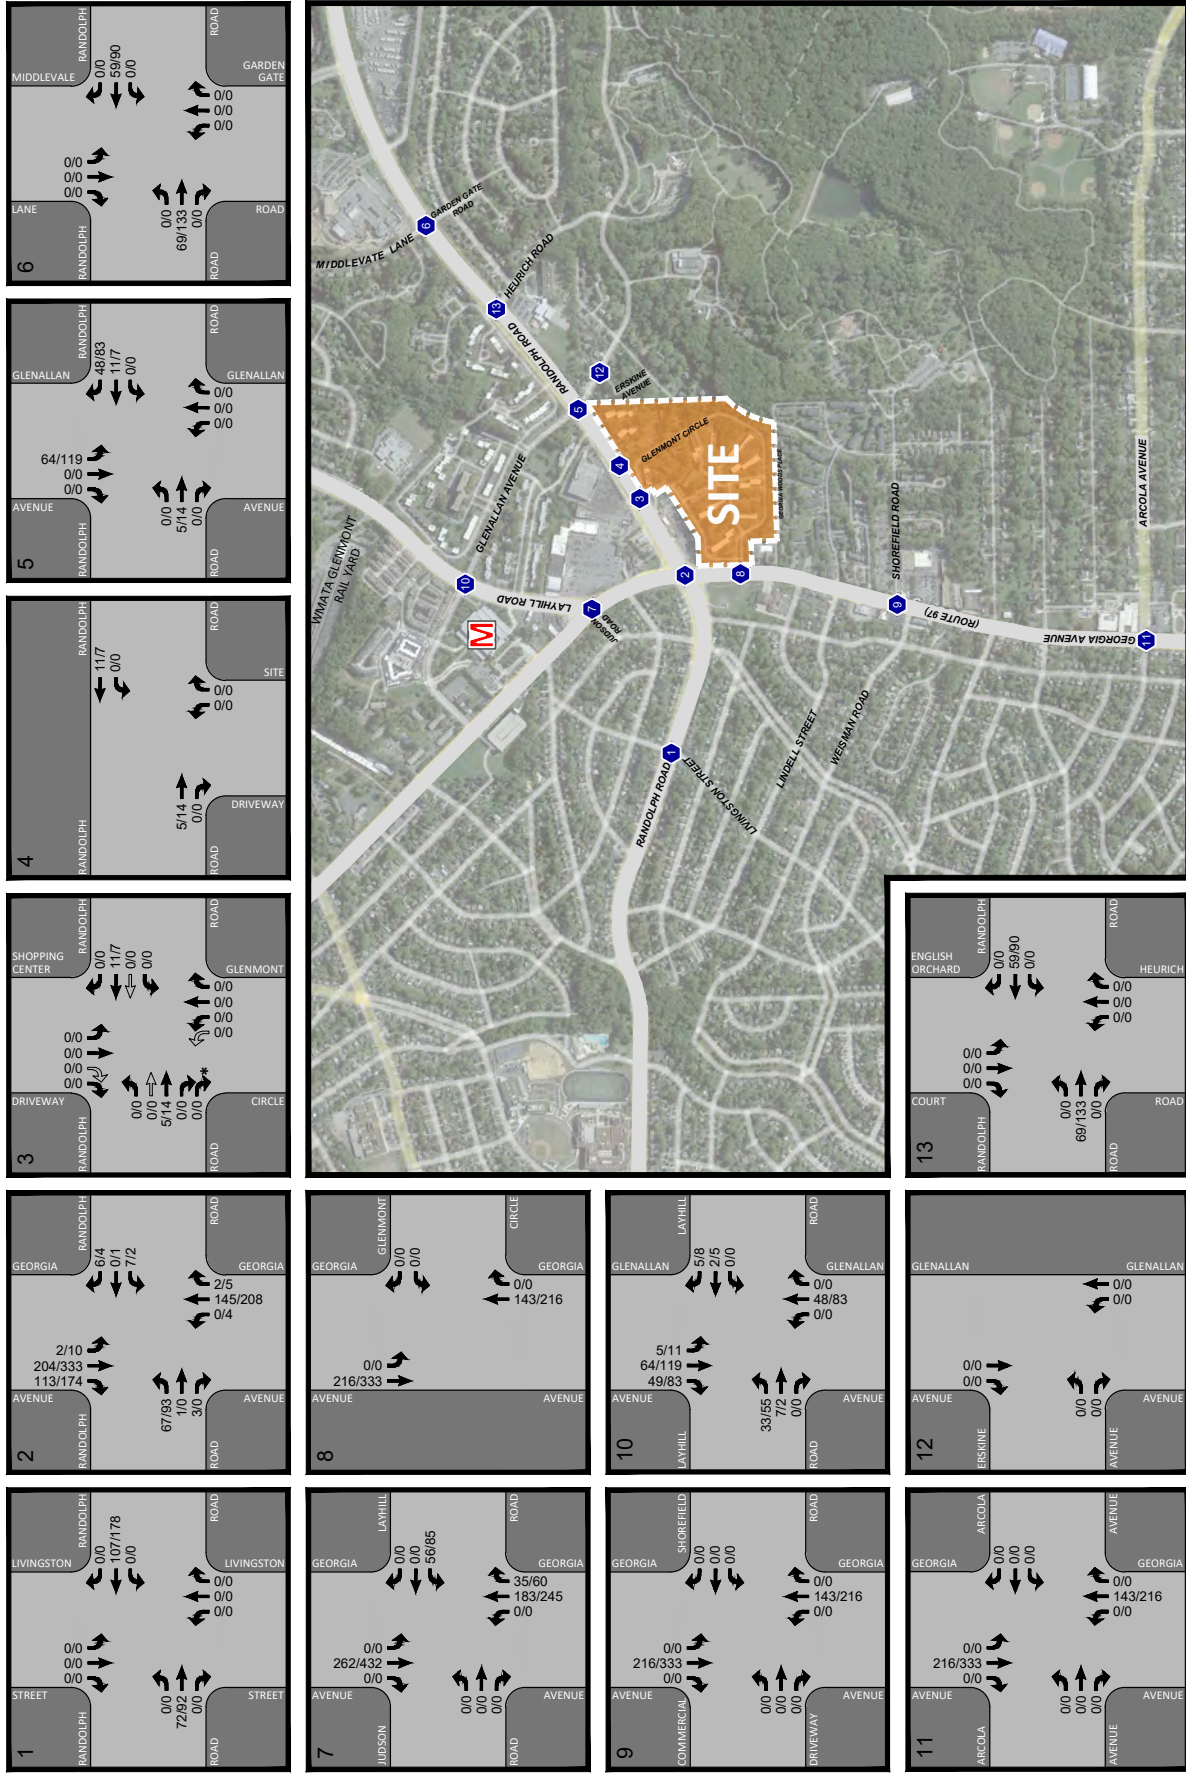 1
RANDOLPH
ROAD
STREET
STREET
LIVINGSTON
LIVINGSTON
RANDOLPH
ROAD
0/0
0/0
0/0
0/0
107/178
0/0
0/0
72/92
0/0
0/0
0/0
0/0
2
RANDOLPH
ROAD
AVENUE
AVENUE
GEORGIA
GEORGIA
RANDOLPH
ROAD
2/10
204/333
113/174
6/4
0/1
7/2
67/93
1/0
3/0
2/5
145/208
0/4
3
RANDOLPH
ROAD
DRIVEWAY
CIRCLE
SHOPPING
CENTER
GLENMONT
RANDOLPH
ROAD
0/0
0/0
0/0
0/0
0/0
11/7
0/0
0/0
0/0
0/0
5/14
0/0
0/0
*
0/0
0/0
0/0
0/0
4
RANDOLPH
ROAD
DRIVEWAY
SITE
RANDOLPH
ROAD
11/7
0/0
5/14
0/0
0/0
0/0
5
RANDOLPH
ROAD
AVENUE
AVENUE
GLENALLAN
GLENALLAN
RANDOLPH
ROAD
64/119
0/0
0/0
48/83
11/7
0/0
0/0
5/14
0/0
0/0
0/0
0/0
6
RANDOLPH
ROAD
LANE
ROAD
MIDDLEVALE
GARDEN
GATE
RANDOLPH
ROAD
0/0
0/0
0/0
0/0
59/90
0/0
0/0
69/133
0/0
0/0
0/0
0/0
7
JUDSON
ROAD
AVENUE
AVENUE
GEORGIA
GEORGIA
LAYHILL
ROAD
0/0
262/432
0/0
0/0
0/0
56/85
0/0
0/0
0/0
35/60
183/245
0/0
8
AVENUE
AVENUE
GEORGIA
GEORGIA
GLENMONT
CIRCLE
0/0
216/333
0/0
0/0
0/0
143/216
9
COMMERCIAL
DRIVEWAY
AVENUE
AVENUE
GEORGIA
GEORGIA
SHOREFIELD
ROAD
0/0
216/333
0/0
0/0
0/0
0/0
0/0
0/0
0/0
0/0
143/216
0/0
10
LAYHILL
ROAD
AVENUE
AVENUE
GLENALLAN
GLENALLAN
LAYHILL
ROAD
5/11
64/119
49/83
5/8
2/5
0/0
33/55
7/2
0/0
0/0
48/83
0/0
11
ARCOLA
AVENUE
AVENUE
AVENUE
GEORGIA
GEORGIA
ARCOLA
AVENUE
0/0
216/333
0/0
0/0
0/0
0/0
0/0
0/0
0/0
0/0
143/216
0/0
12
ERSKINE
AVENUE
AVENUE
AVENUE
GLENALLAN
GLENALLAN
0/0
0/0
0/0
0/0
0/0
0/0
13
RANDOLPH
ROAD
COURT
ROAD
ENGLISH
ORCHARD
HEURICH
RANDOLPH
ROAD
0/0
0/0
0/0
0/0
59/90
0/0
0/0
69/133
0/0
0/0
0/0
0/0
WMATA GLENMONT
RAIL YARD
MIDDLEVATE LANE
GARDEN GATE
ROAD
HEURICH ROAD
RANDOLPH ROAD
ERSKINE
AVENUE
GLENALLAN AVENUE
LAYHILL ROAD
M
JUDSON
ROAD
GLENMONT CIRCLE
SITE
GEORGIA WOODS PLACE
RANDOLPH ROAD
LIVINGSTON STREET
LINDELL STREET
WEISMAN ROAD
SHOREFIELD ROAD
(ROUTE 97)
GEORGIA AVENUE
ARCOLA AVENUE
1
2
3
4
5
6
7
8
9
10
11
12
13